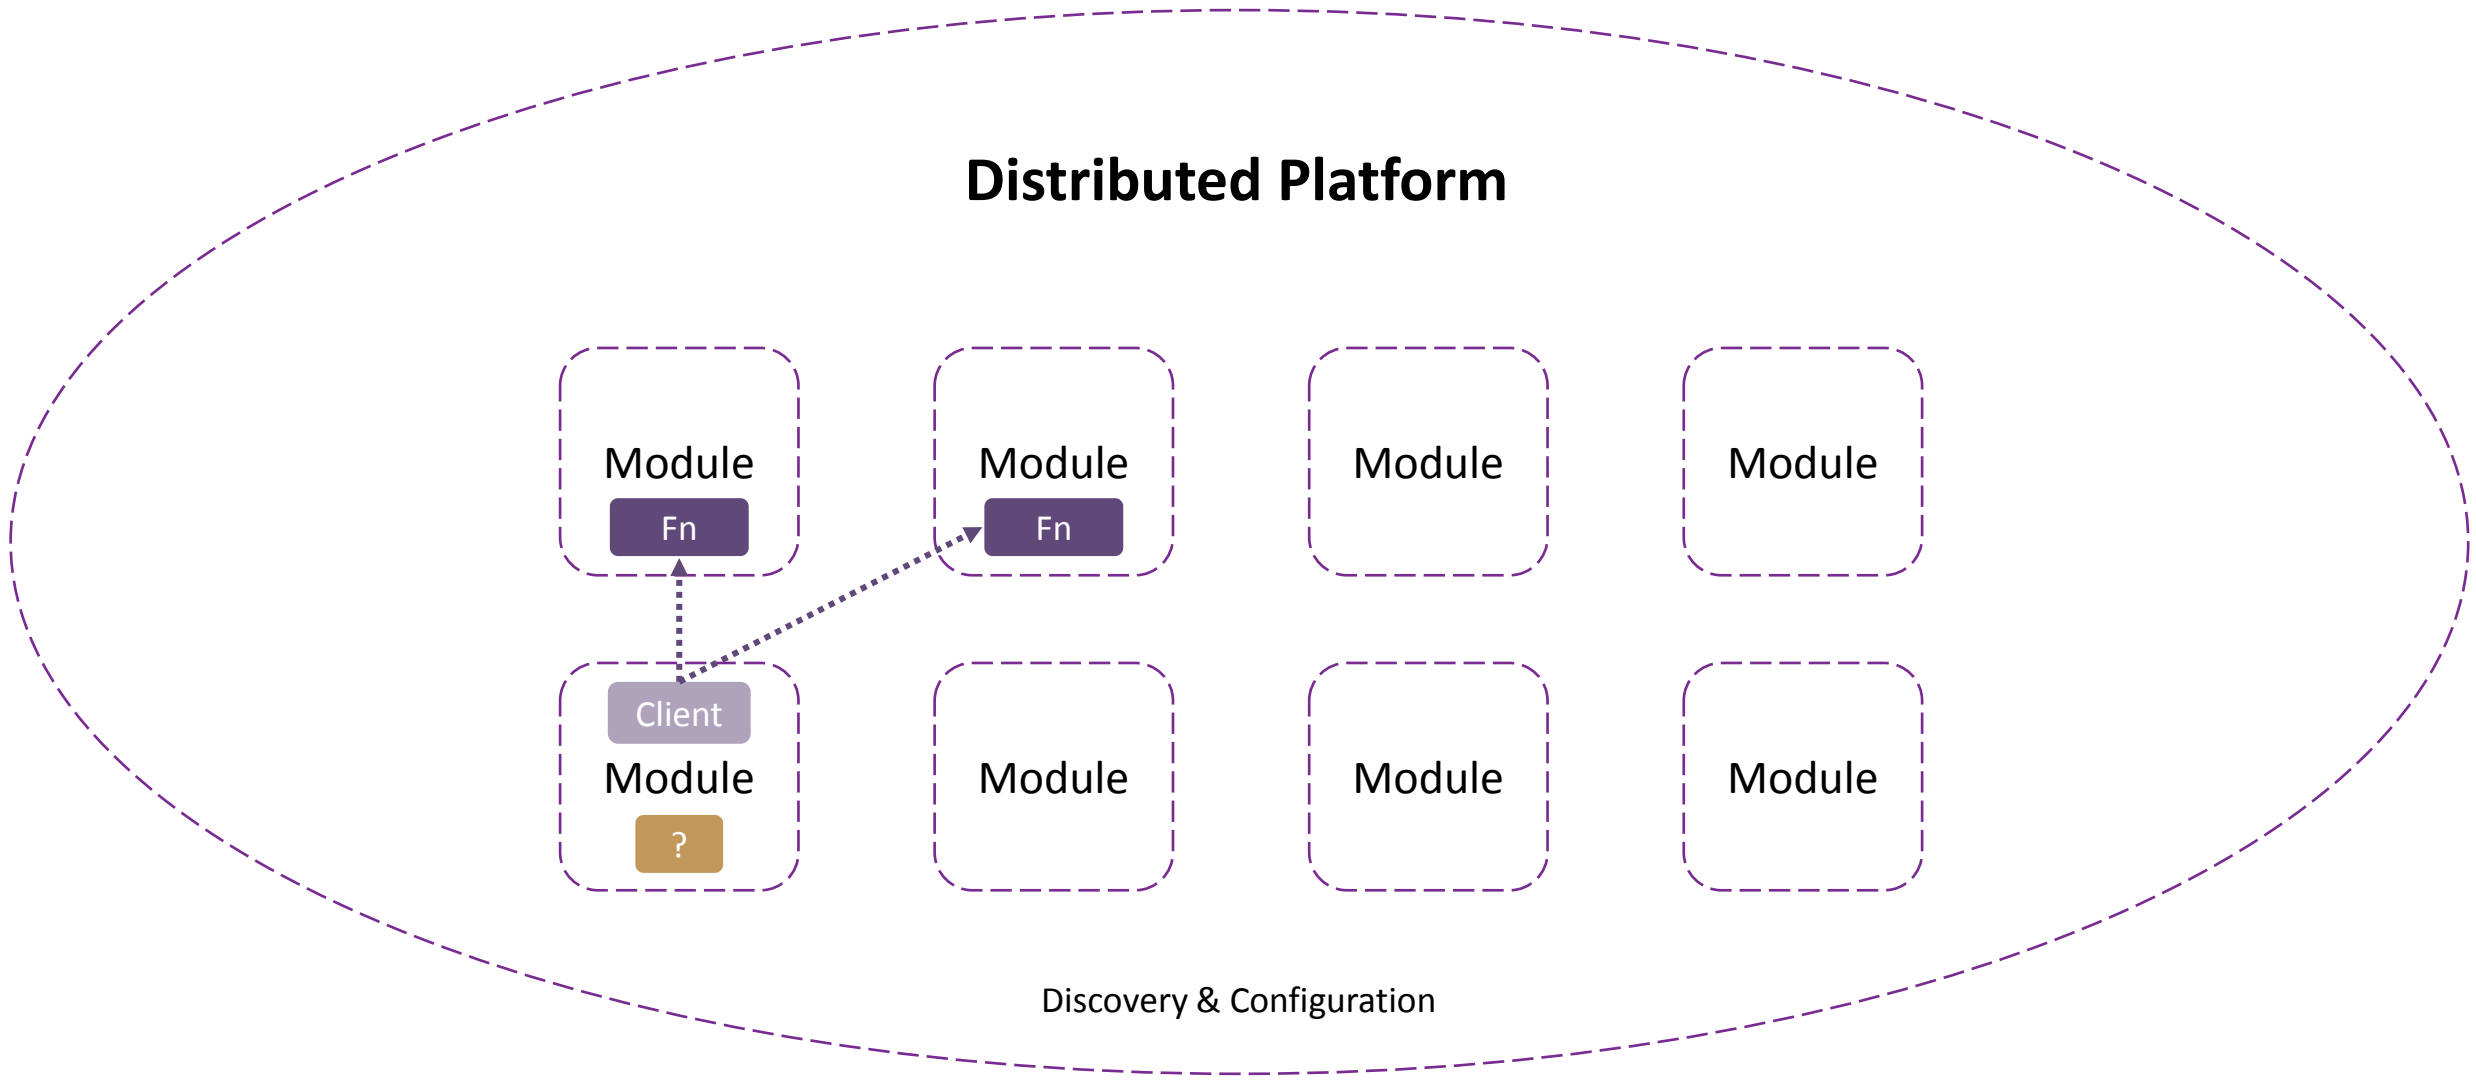 Distributed Platform
Module
Fn
Module
Fn
Module
Module
Client
Module
?
Module
Module
Module
Discovery & Configuration